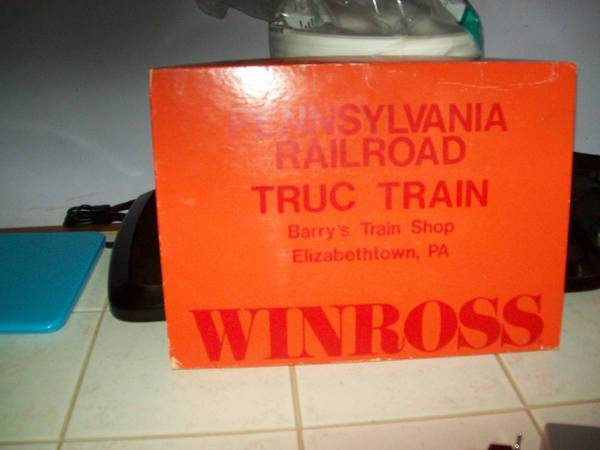 PENNSYLVANIA
RAILROAD
TRUC TRAIN
Barry's Train Shop
Elizabethtown, PA
WINROSS